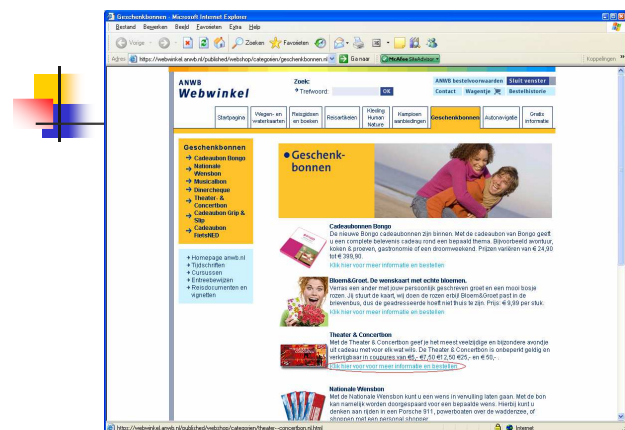 Geschenkbonnen - Microsoft Internet Explorer
Bestand Bewerken Beeld Favorieten Extra Help
Vorige Zoeken Favorieten
Adres https://webwinkel.anwb.nl/published/webshop/categorien/geschenkbonnen.nl Ga naar McAfee SiteAdvisor Koppelingen
ANWB
Webwinkel
Zoek:
Trefwoord: OK
ANWB bestelvoorwaarden Sluit venster
Contact Wagentje Bestelhistorie
Startpagina
Wegen- en waterkaarten
Reisgidsen en boeken
Reisartikelen
Kleding Human Nature
Kampioen aanbiedingen
Geschenkbonnen
Autonavigatie
Gratis informatie
Geschenkbonnen
Cadeaubon Bongo
Nationale
Wensbon
Musicalbon
Dinercheque
Theater- &
Concertbon
Cadeaubon Grip &
Slip
Cadeaubon
FietsNED
Homepage anwb.nl
Tijdschriften
Cursussen
Entreebewijzen
Reisdocumenten en
vignetten
Geschenk-
bonnen
Cadeaubonnen Bongo
De nieuwe Bongo cadeaubonnen zijn binnen. Met de cadeaubon van Bongo geeft
u een complete belevenis cadeau rond een bepaald thema. Bijvoorbeeld avontuur,
koken & proeven, gastronomie of een droomweekend. Prijzen variëren van € 24,90
tot € 399,90.
Klik hier voor meer informatie en bestellen
Bloem&Groet. De wenskaart met echte bloemen.
Verras een ander met jouw persoonlijk geschreven groet en een mooi bosje
rozen. Jij stuurt de kaart, wij doen de rozen erbij! Bloem&Groet past in de
brievenbus, dus de geadresseerde hoeft niet thuis te zijn. Prijs: € 9,99 per stuk.
Klik hier voor meer informatie en bestellen
Theater & Concertbon
Met de Theater & Concertbon geef je het meest veelzijdige en bijzondere avondje
uit cadeau met voor elk wat wils. De Theater & Concertbon is onbeperkt geldig en
verkrijgbaar in coupures van €5,- €7,50 €12,50 €25,- en € 50,- .
Klik hier voor voor meer informatie en bestellen
Nationale Wensbon
Met de Nationale Wensbon kunt u een wens in vervulling laten gaan. Met de bon
kan namelijk worden doorgespaard voor een bepaalde wens. Hierbij kunt u
denken aan rijden in een Porsche 911, powerboaten over de waddenzee, of
shoppen met een personal shopper.
https://webwinkel.anwb.nl/published/webshop/categorien/theater--concertbon.nl.html Internet